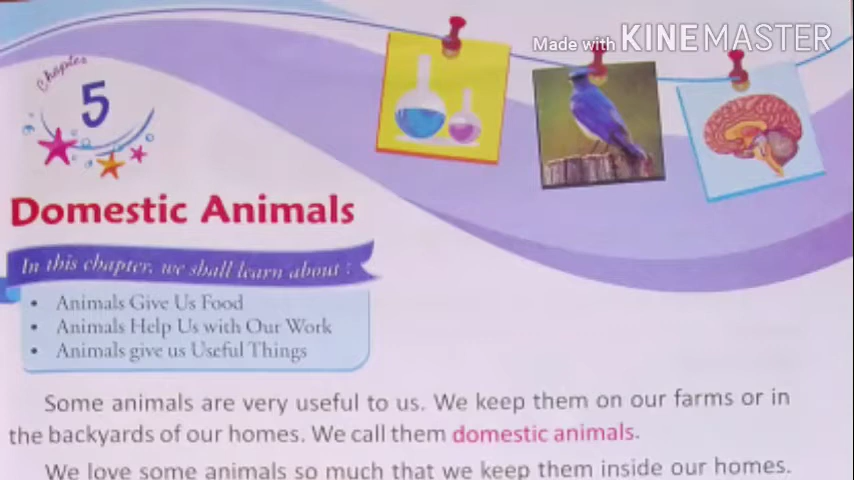 Made with KINEMASTER
Chapter
5
Domestic Animals
In this chapter, we shall learn about :
• Animals Give Us Food
• Animals Help Us with Our Work
• Animals give us Useful Things
Some animals are very useful to us. We keep them on our farms or in
the backyards of our homes. We call them domestic animals.
We love some animals so much that we keep them inside our homes.